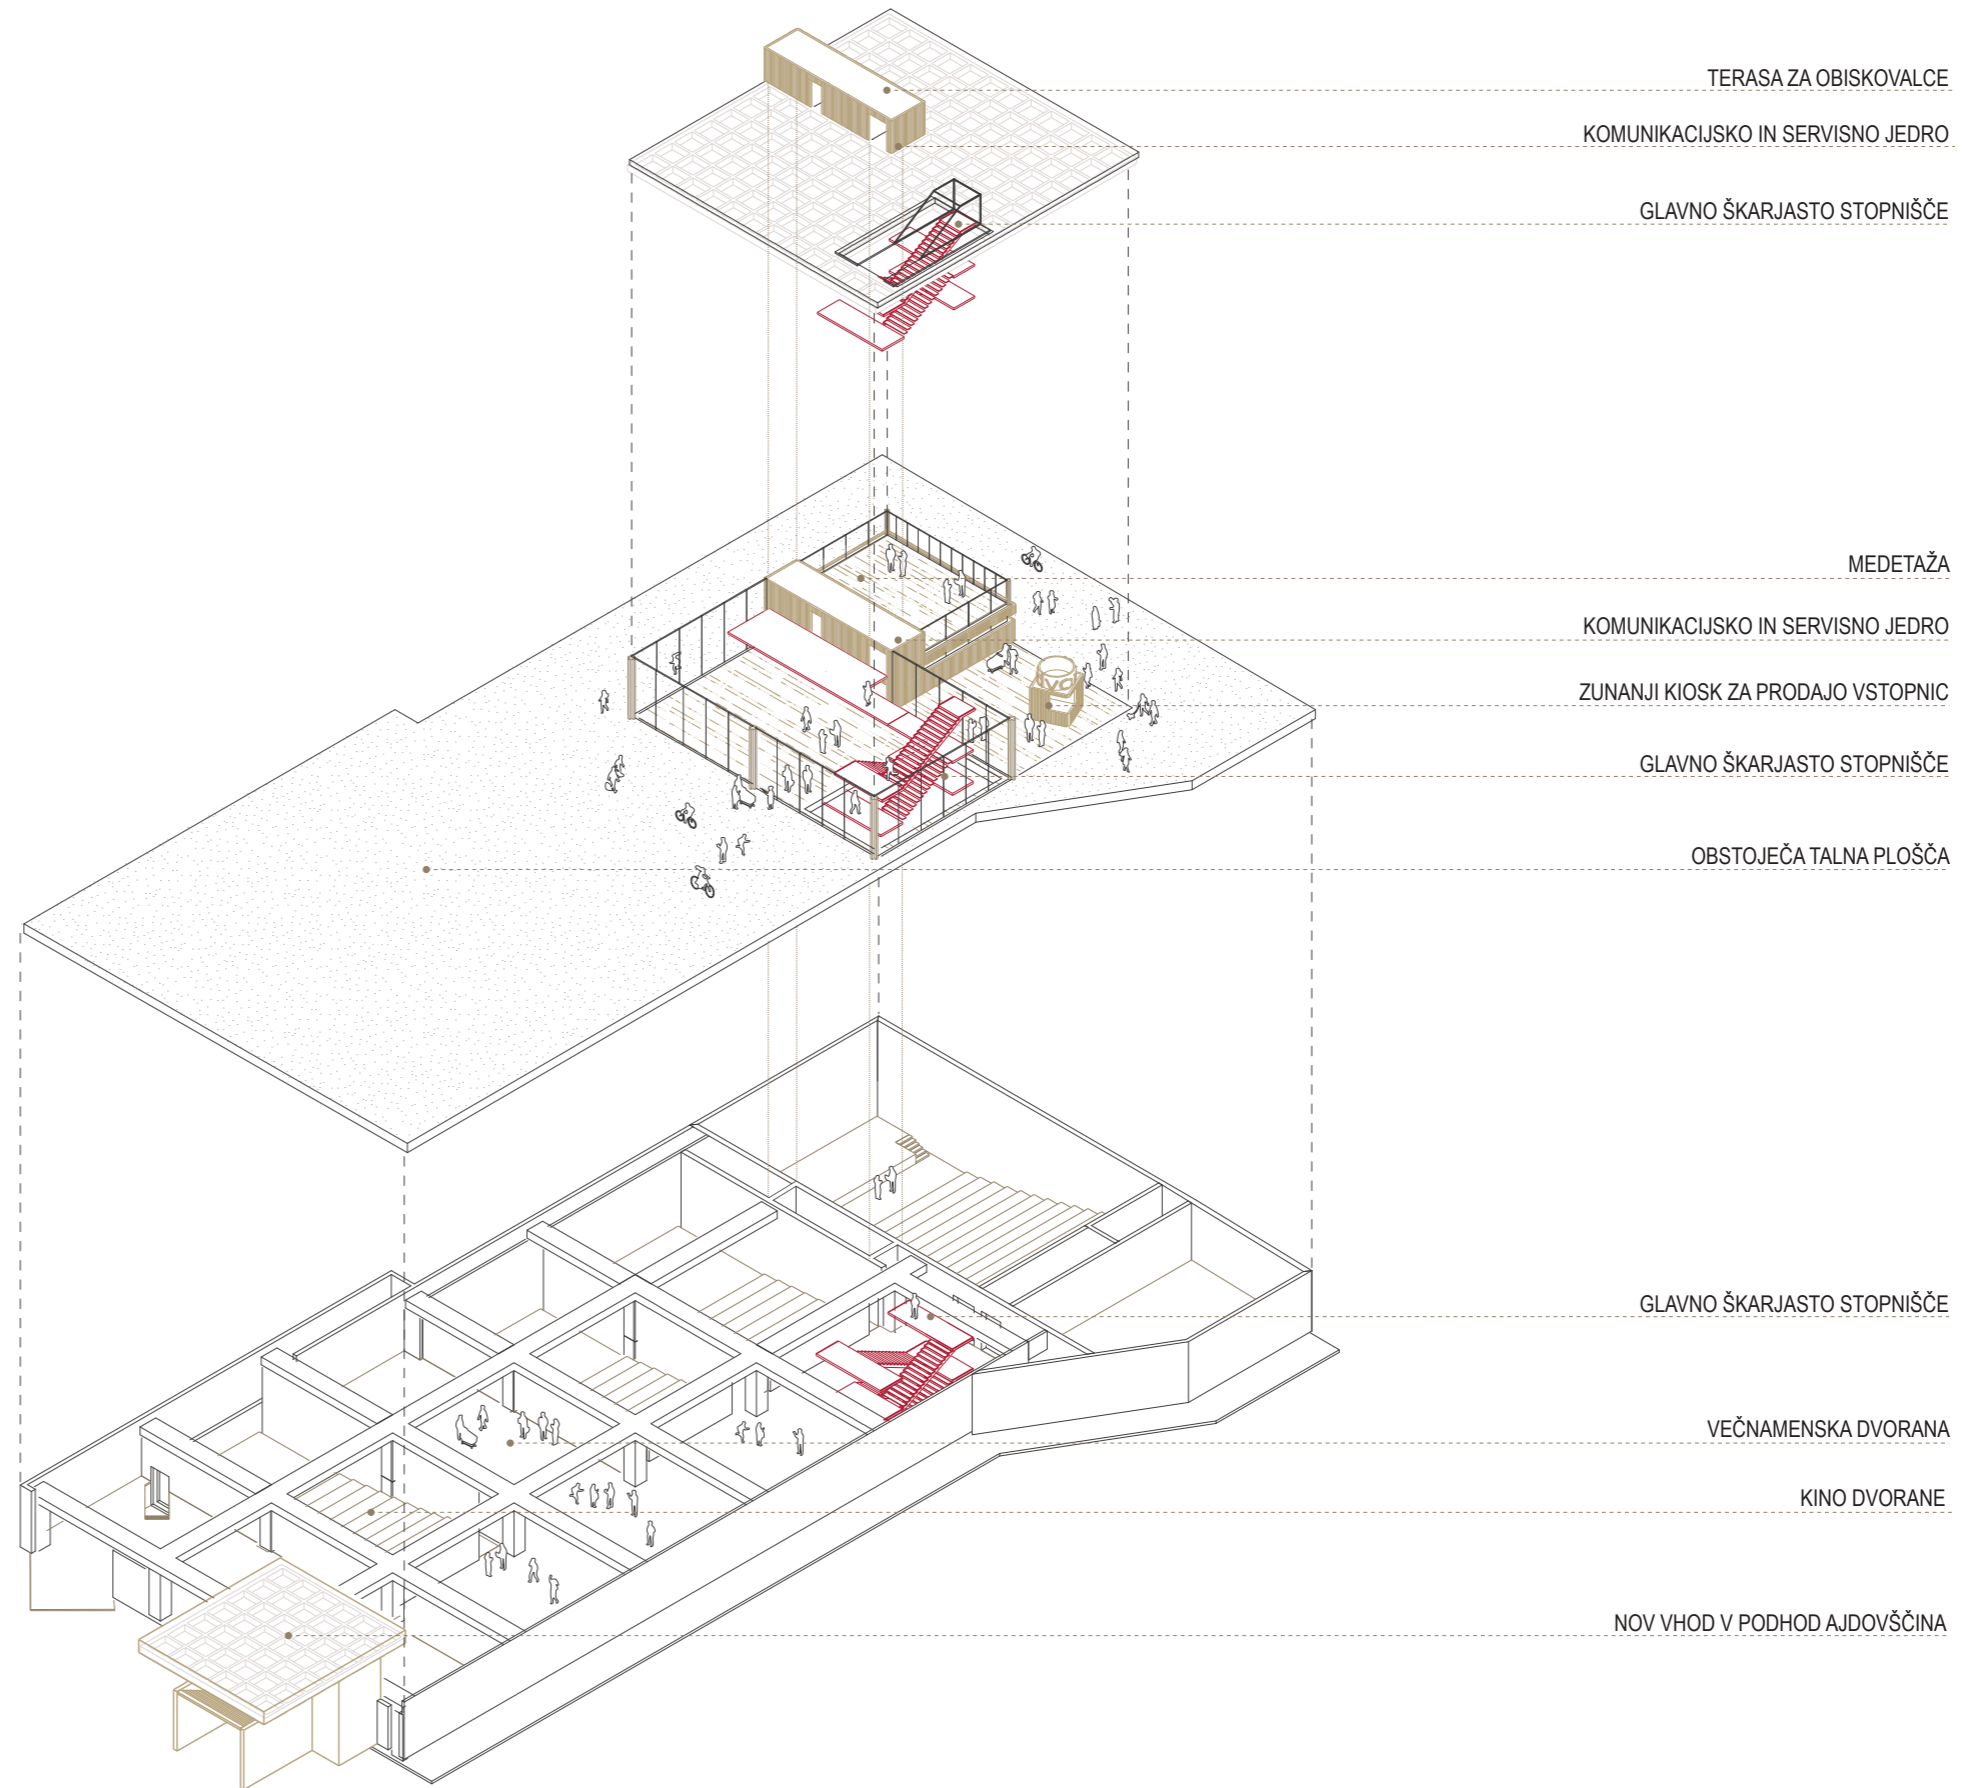 TERASA ZA OBISKOVALCE
KOMUNIKACIJSKO IN SERVISNO JEDRO
GLAVNO ŠKARJASTO STOPNIŠČE
MEDETAŽA
KOMUNIKACIJSKO IN SERVISNO JEDRO
ZUNANJI KIOSK ZA PRODAJO VSTOPNIC
GLAVNO ŠKARJASTO STOPNIŠČE
OBSTOJEČA TALNA PLOŠČA
GLAVNO ŠKARJASTO STOPNIŠČE
VEČNAMENSKA DVORANA
KINO DVORANE
NOV VHOD V PODHOD AJDOVŠČINA